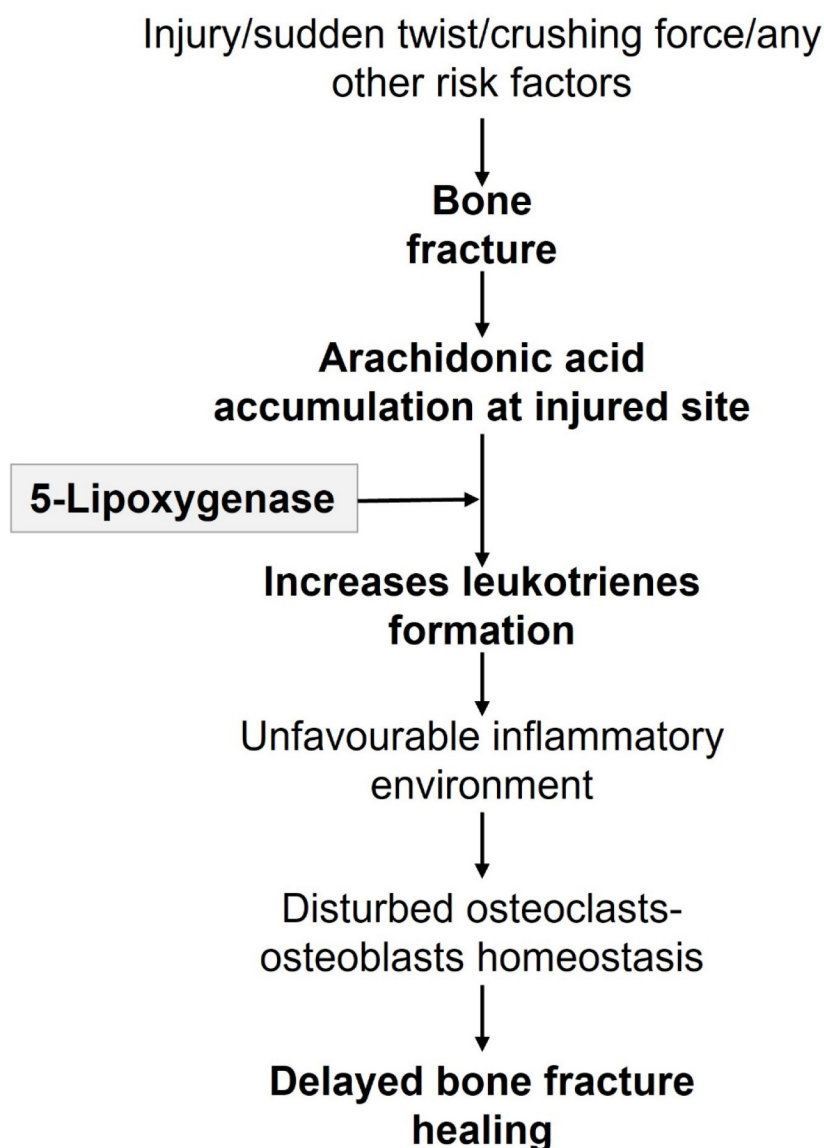 Injury/sudden twist/crushing force/any
other risk factors
Bone
fracture
Arachidonic acid
accumulation at injured site
5-Lipoxygenase
Increases leukotrienes
formation
Unfavourable inflammatory
environment
Disturbed osteoclasts-
osteoblasts homeostasis
Delayed bone fracture
healing